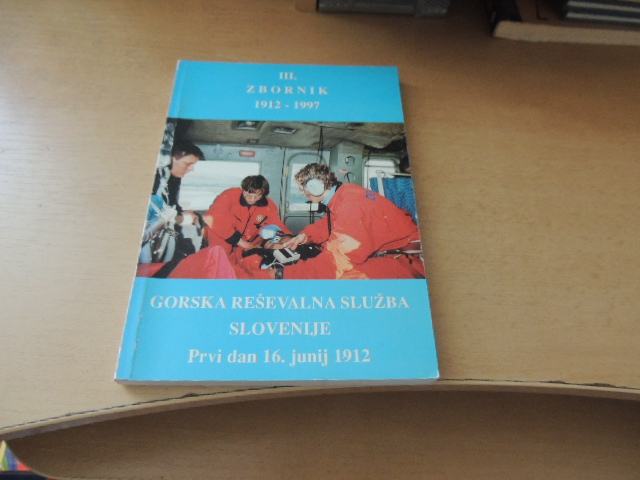 III.
ZBORNIK
1912 - 1997
GORSKA REŠEVALNA SLUŽBA
SLOVENIJE
Prvi dan 16. junij 1912